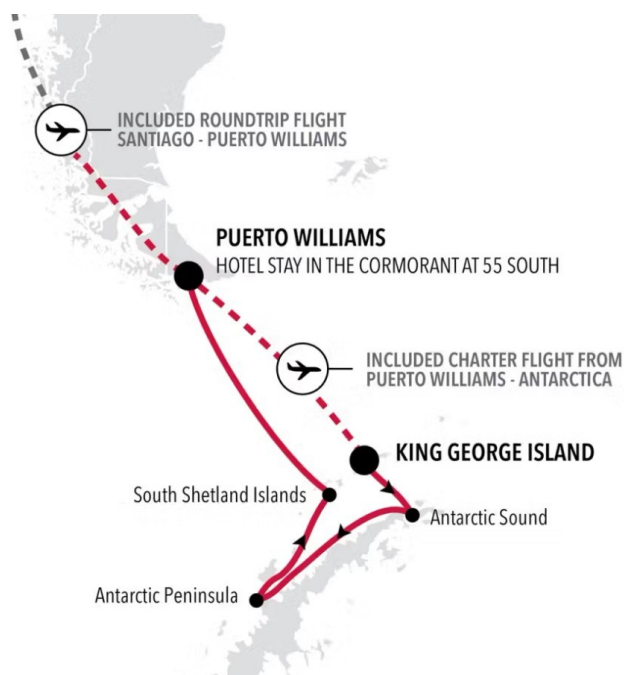 INCLUDED ROUNDTRIP FLIGHT
SANTIAGO - PUERTO WILLIAMS
PUERTO WILLIAMS
HOTEL STAY IN THE CORMORANT AT 55 SOUTH
INCLUDED CHARTER FLIGHT FROM
PUERTO WILLIAMS - ANTARCTICA
KING GEORGE ISLAND
South Shetland Islands
Antarctic Sound
Antarctic Peninsula